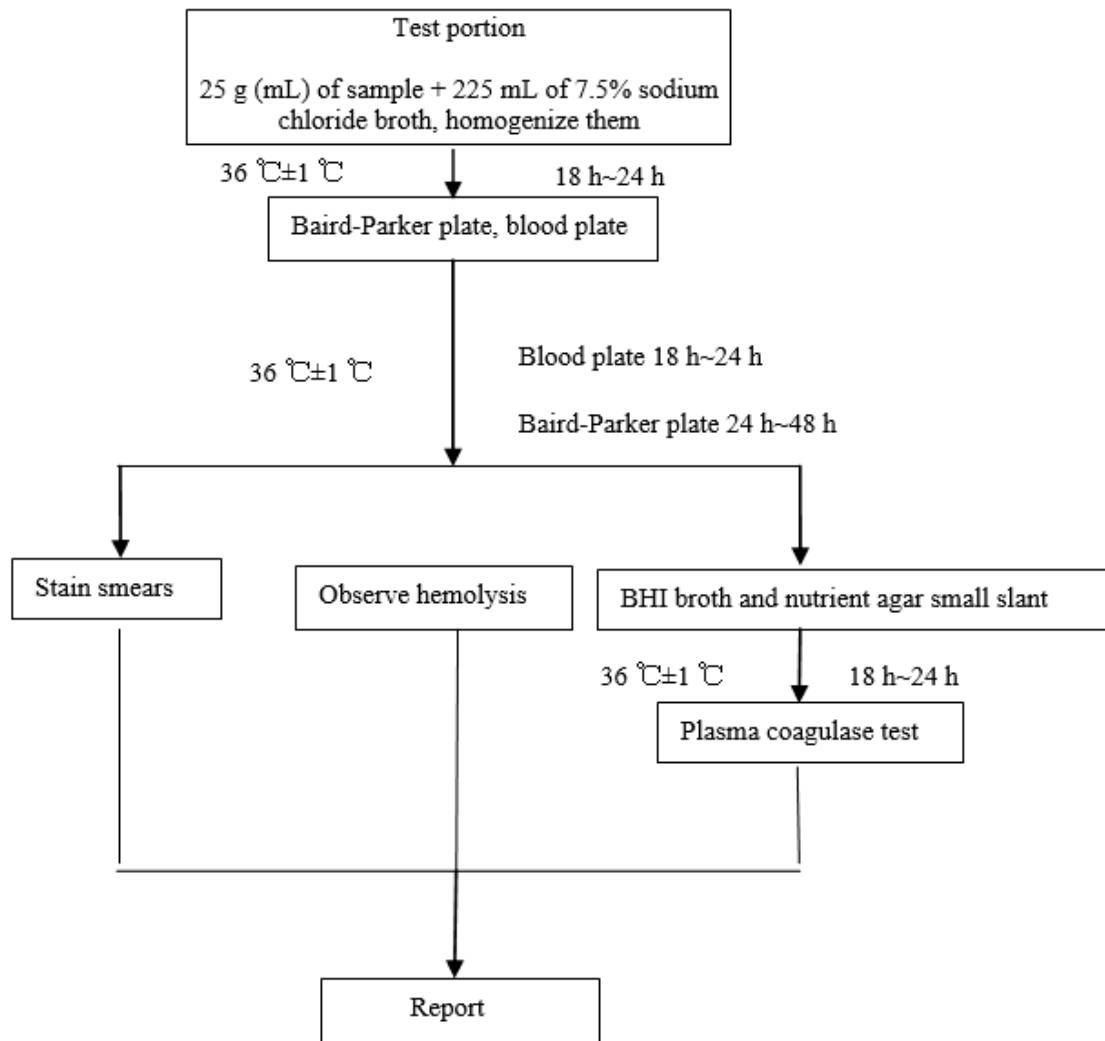 Test portion
25 g (mL) of sample + 225 mL of 7.5% sodium
chloride broth, homogenize them
36 ℃±1 ℃
18 h~24 h
Baird-Parker plate, blood plate
36 ℃±1 ℃
Blood plate 18 h~24 h
Baird-Parker plate 24 h~48 h
Stain smears
Observe hemolysis
BHI broth and nutrient agar small slant
36 ℃±1 ℃
18 h~24 h
Plasma coagulase test
Report